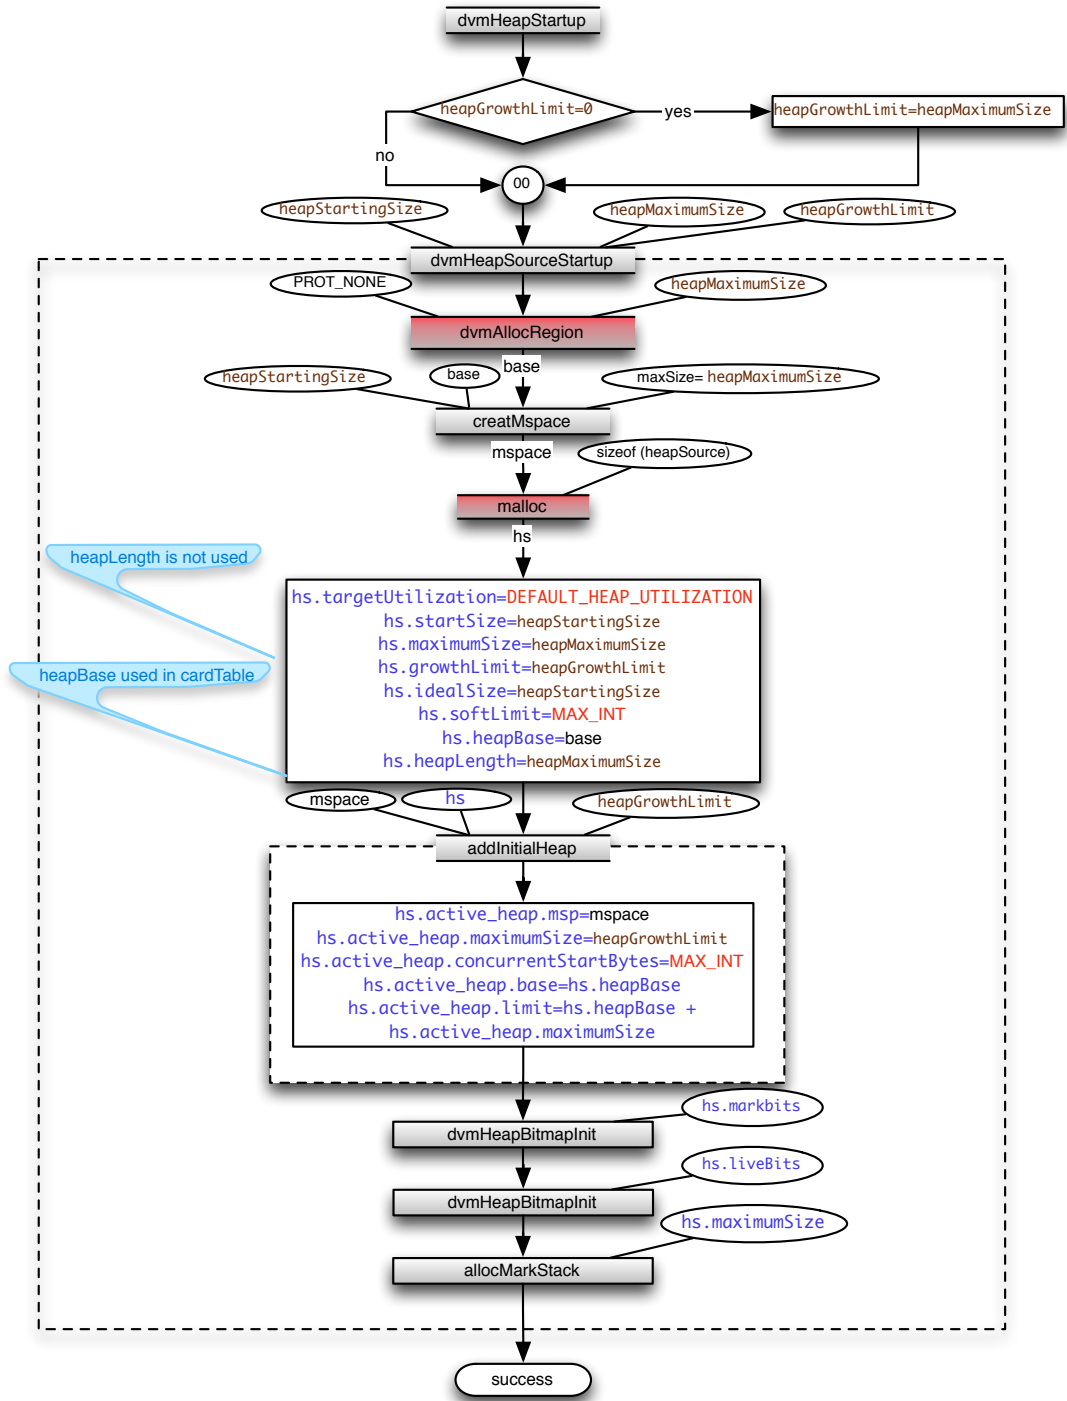 dvmHeapStartup
heapGrowthLimit=0
yes
heapGrowthLimit=heapMaximumSize
no
00
heapStartingSize
heapMaximumSize
heapGrowthLimit
dvmHeapSourceStartup
PROT_NONE
heapMaximumSize
dvmAllocRegion
base
heapStartingSize
base
maxSize= heapMaximumSize
creatMspace
mspace
sizeof (heapSource)
malloc
hs
heapLength is not used
hs.targetUtilization=DEFAULT_HEAP_UTILIZATION
hs.startSize=heapStartingSize
hs.maximumSize=heapMaximumSize
hs.growthLimit=heapGrowthLimit
heapBase used in cardTable
hs.idealSize=heapStartingSize
hs.softLimit=MAX_INT
hs.heapBase=base
hs.heapLength=heapMaximumSize
mspace
hs
heapGrowthLimit
addInitialHeap
hs.active_heap.msp=mspace
hs.active_heap.maximumSize=heapGrowthLimit
hs.active_heap.concurrentStartBytes=MAX_INT
hs.active_heap.base=hs.heapBase
hs.active_heap.limit=hs.heapBase +
hs.active_heap.maximumSize
hs.markbits
dvmHeapBitmapInit
hs.liveBits
dvmHeapBitmapInit
hs.maximumSize
allocMarkStack
success